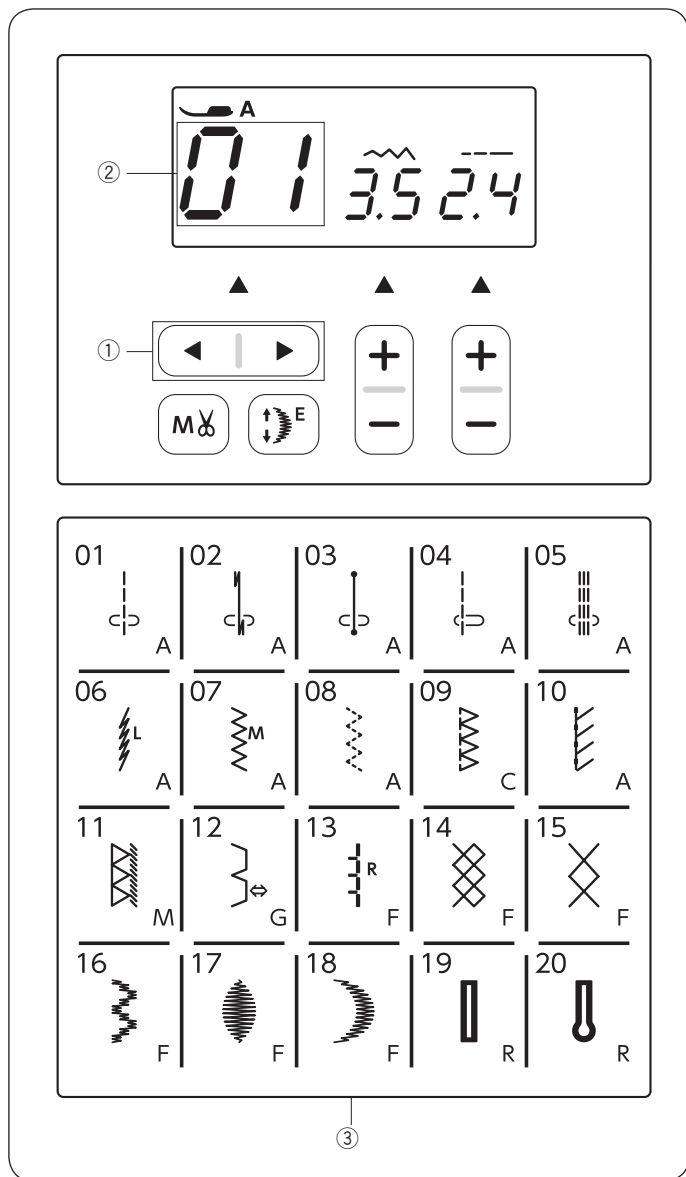 A
② 01 3.5 2.4
①
M E
01 02 03 04 05
A A A A A
06 07 08 09 10
L M
A A A C A
11 12 13 14 15
R
M G F F F
16 17 18 19 20
F F F R R
③